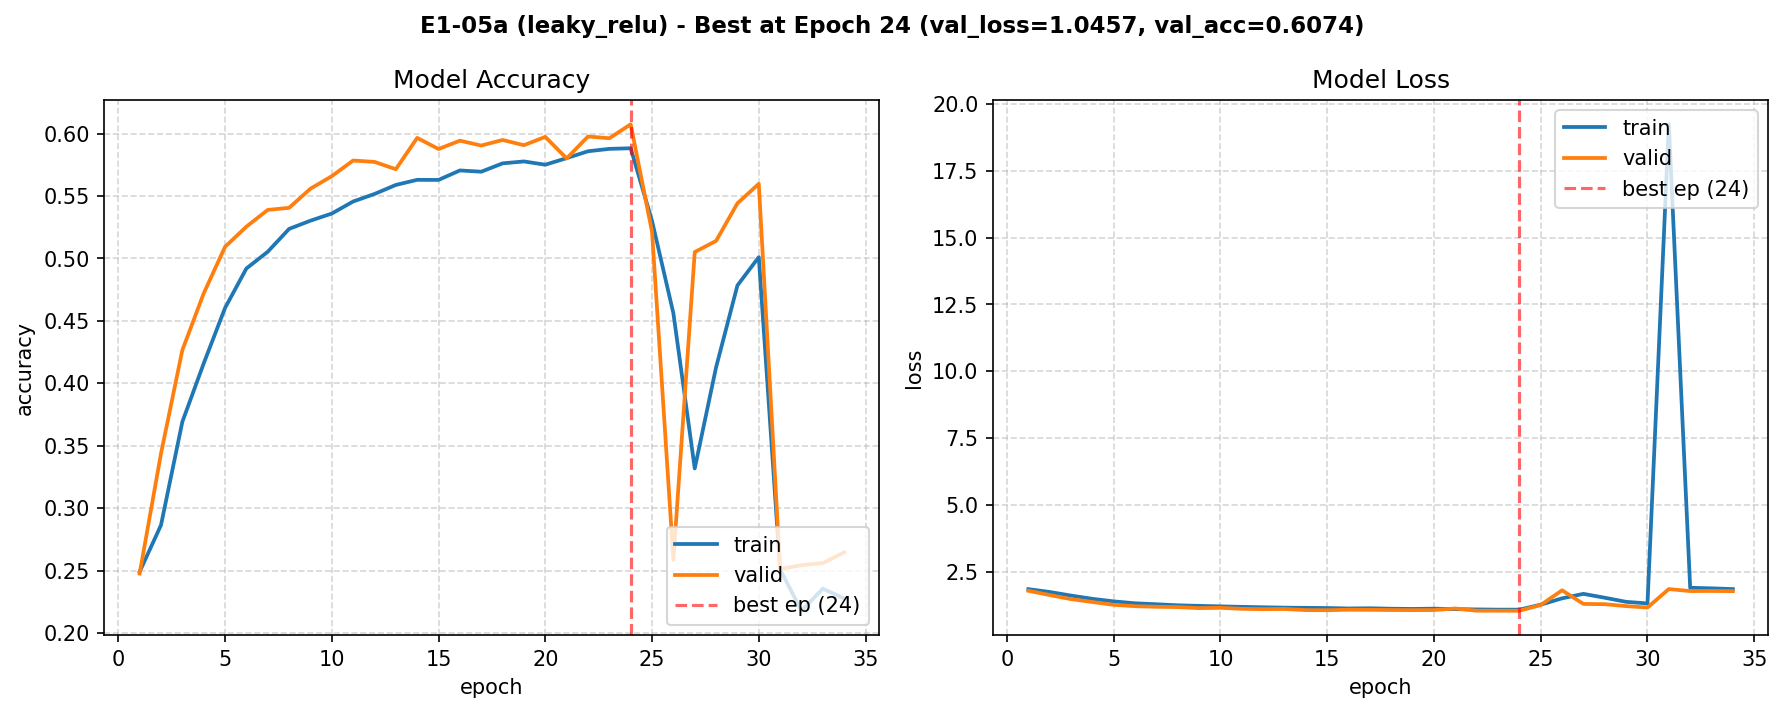 E1-05a (leaky_relu) - Best at Epoch 24 (val_loss=1.0457, val_acc=0.6074)
Model Accuracy
accuracy
0.60
0.55
0.50
0.45
0.40
0.35
0.30
0.25
0.20
0 5 10 15 20 25 30 35
epoch
train
valid
best ep (24)
Model Loss
loss
20.0
17.5
15.0
12.5
10.0
7.5
5.0
2.5
0 5 10 15 20 25 30 35
epoch
train
valid
best ep (24)